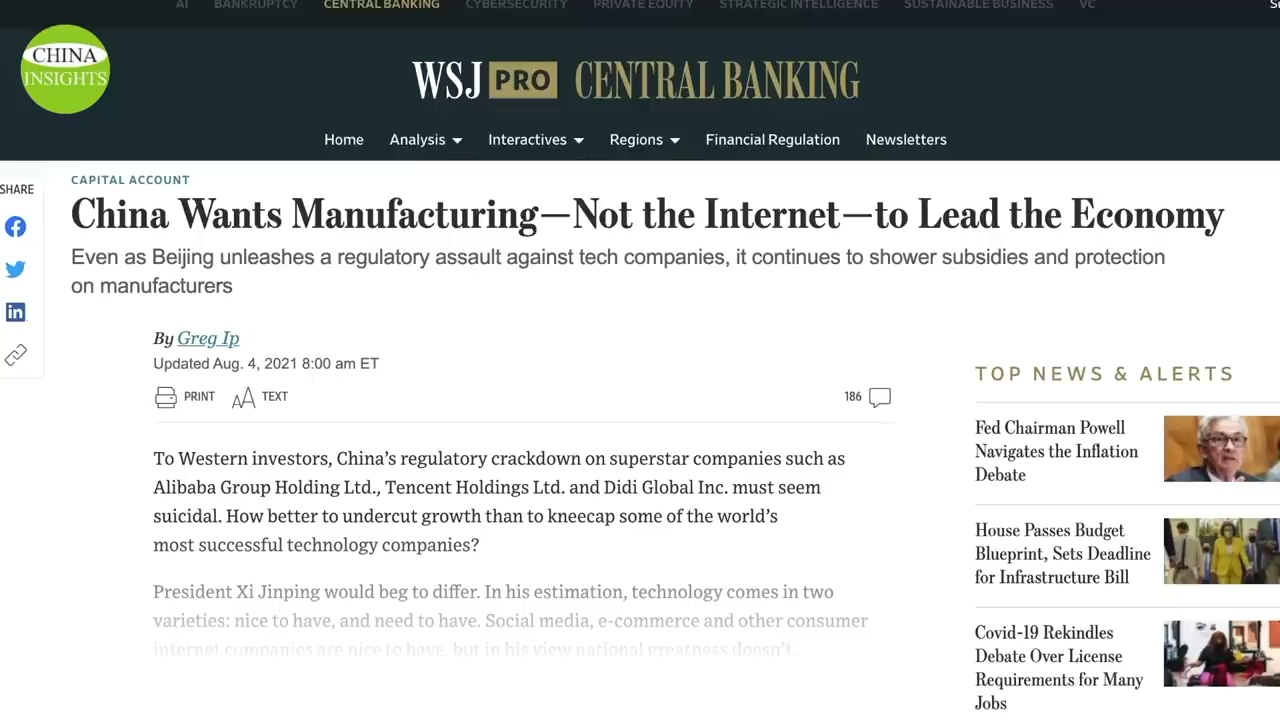 AI BANKRUPTCY CENTRAL BANKING CYBERSECURITY PRIVATE EQUITY STRATEGIC INTELLIGENCE SUSTAINABLE BUSINESS VC
CHINA
INSIGHTS
WSJ PRO CENTRAL BANKING
Home Analysis Interactives Regions Financial Regulation Newsletters
SHARE
CAPITAL ACCOUNT
China Wants Manufacturing—Not the Internet—to Lead the Economy
Even as Beijing unleashes a regulatory assault against tech companies, it continues to shower subsidies and protection
on manufacturers
By Greg Ip
Updated Aug. 4, 2021 8:00 am ET
PRINT TEXT
186
To Western investors, China’s regulatory crackdown on superstar companies such as
Alibaba Group Holding Ltd., Tencent Holdings Ltd. and Didi Global Inc. must seem
suicidal. How better to undercut growth than to kneecap some of the world’s
most successful technology companies?
President Xi Jinping would beg to differ. In his estimation, technology comes in two
varieties: nice to have, and need to have. Social media, e-commerce and other consumer
internet companies are nice to have, but in his view national greatness doesn’t…
TOP NEWS & ALERTS
Fed Chairman Powell
Navigates the Inflation
Debate
House Passes Budget
Blueprint, Sets Deadline
for Infrastructure Bill
Covid-19 Rekindles
Debate Over License
Requirements for Many
Jobs